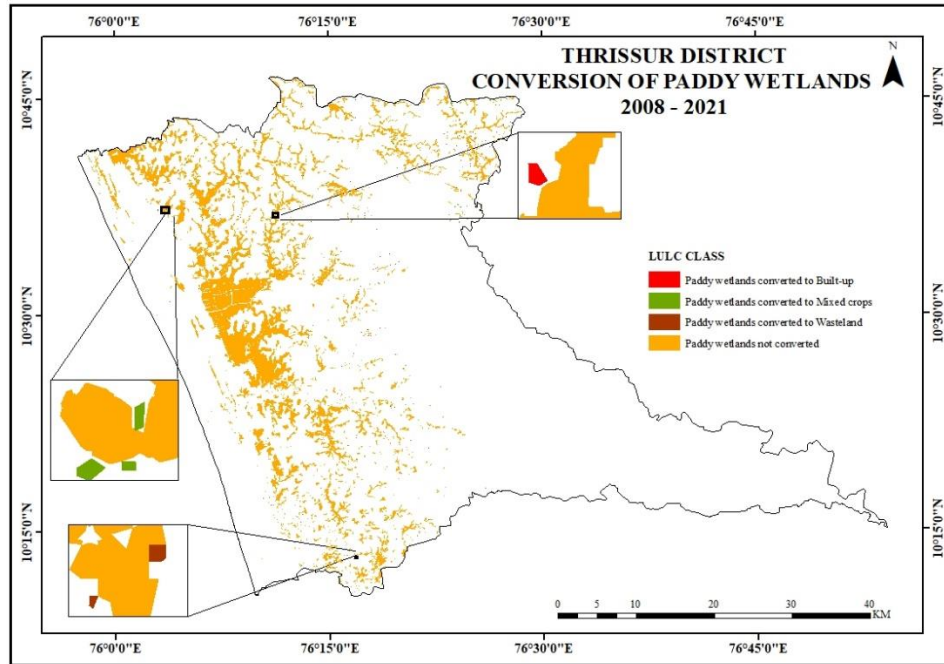 76°0'0"E 76°15'0"E 76°30'0"E 76°45'0"E
THRISSUR DISTRICT
CONVERSION OF PADDY WETLANDS
2008 - 2021
N
10°45'0"N 10°45'0"N
LULC CLASS
Paddy wetlands converted to Built-up
Paddy wetlands converted to Mixed crops
Paddy wetlands converted to Wasteland
Paddy wetlands not converted
10°30'0"N 10°30'0"N
10°15'0"N 10°15'0"N
0 5 10 20 30 40
KM
76°0'0"E 76°15'0"E 76°30'0"E 76°45'0"E